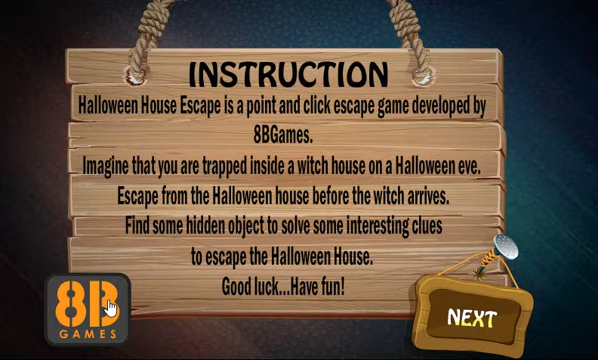 INSTRUCTION
Halloween House Escape is a point and click escape game developed by
8BGames.
Imagine that you are trapped inside a witch house on a Halloween eve.
Escape from the Halloween house before the witch arrives.
Find some hidden object to solve some interesting clues
to escape the Halloween House.
Good luck...Have fun!
8B
GAMES
NEXT